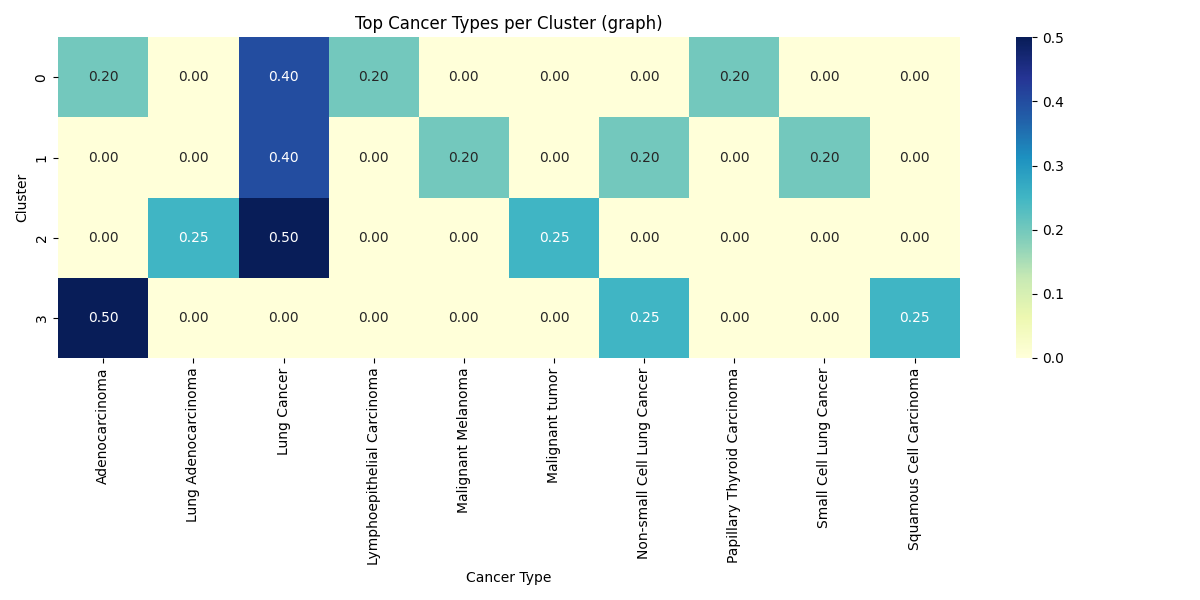 Top Cancer Types per Cluster (graph)
Cluster
0 0.20 0.00 0.40 0.20 0.00 0.00 0.00 0.20 0.00 0.00
1 0.00 0.00 0.40 0.00 0.20 0.00 0.20 0.00 0.20 0.00
2 0.00 0.25 0.50 0.00 0.00 0.25 0.00 0.00 0.00 0.00
3 0.50 0.00 0.00 0.00 0.00 0.00 0.25 0.00 0.00 0.25
Adenocarcinoma
Lung Adenocarcinoma
Lung Cancer
Lymphoepithelial Carcinoma
Malignant Melanoma
Malignant tumor
Non-small Cell Lung Cancer
Papillary Thyroid Carcinoma
Small Cell Lung Cancer
Squamous Cell Carcinoma
Cancer Type
0.5
0.4
0.3
0.2
0.1
0.0